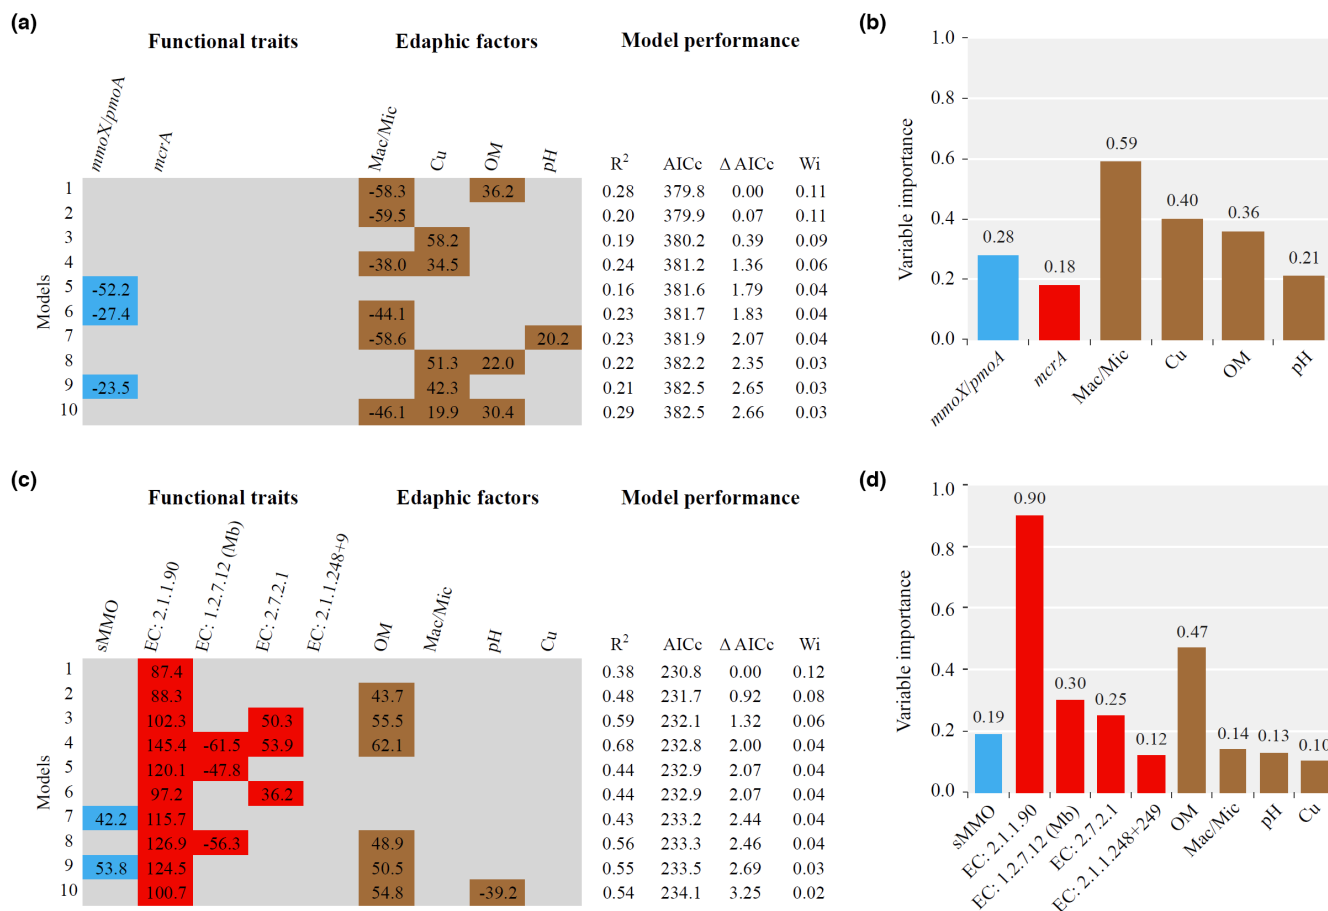 (a)
Functional traits Edaphic factors Model performance
mmoX/pmoA mcrA Mac/Mic Cu OM pH R2 AICc Δ AICc Wi
Models
1 -58.3 36.2 0.28 379.8 0.00 0.11
2 -59.5 0.20 379.9 0.07 0.11
3 58.2 0.19 380.2 0.39 0.09
4 -38.0 34.5 0.24 381.2 1.36 0.06
5 -52.2 0.16 381.6 1.79 0.04
6 -27.4 -44.1 0.23 381.7 1.83 0.04
7 -58.6 20.2 0.23 381.9 2.07 0.04
8 51.3 22.0 0.22 382.2 2.35 0.03
9 -23.5 42.3 0.21 382.5 2.65 0.03
10 -46.1 19.9 30.4 0.29 382.5 2.66 0.03
(b)
Variable importance
1.0
0.8
0.6
0.4
0.2
0.0
0.28 0.18 0.59 0.40 0.36 0.21
mmoX/pmoA mcrA Mac/Mic Cu OM pH
(c)
Functional traits Edaphic factors Model performance
sMMO EC: 2.1.1.90 EC: 1.2.7.12 (Mb) EC: 2.7.2.1 EC: 2.1.1.248+9 OM Mac/Mic pH Cu R2 AICc Δ AICc Wi
Models
1 87.4 0.38 230.8 0.00 0.12
2 88.3 43.7 0.48 231.7 0.92 0.08
3 102.3 50.3 55.5 0.59 232.1 1.32 0.06
4 145.4 -61.5 53.9 62.1 0.68 232.8 2.00 0.04
5 120.1 -47.8 0.44 232.9 2.07 0.04
6 97.2 36.2 0.44 232.9 2.07 0.04
7 42.2 115.7 0.43 233.2 2.44 0.04
8 126.9 -56.3 48.9 0.56 233.3 2.46 0.04
9 53.8 124.5 50.5 0.55 233.5 2.69 0.03
10 100.7 54.8 -39.2 0.54 234.1 3.25 0.02
(d)
Variable importance
1.0
0.8
0.6
0.4
0.2
0.0
0.19 0.90 0.30 0.25 0.12 0.47 0.14 0.13 0.10
sMMO EC: 2.1.1.90 EC: 1.2.7.12 (Mb) EC: 2.7.2.1 EC: 2.1.1.248+249 OM Mac/Mic pH Cu